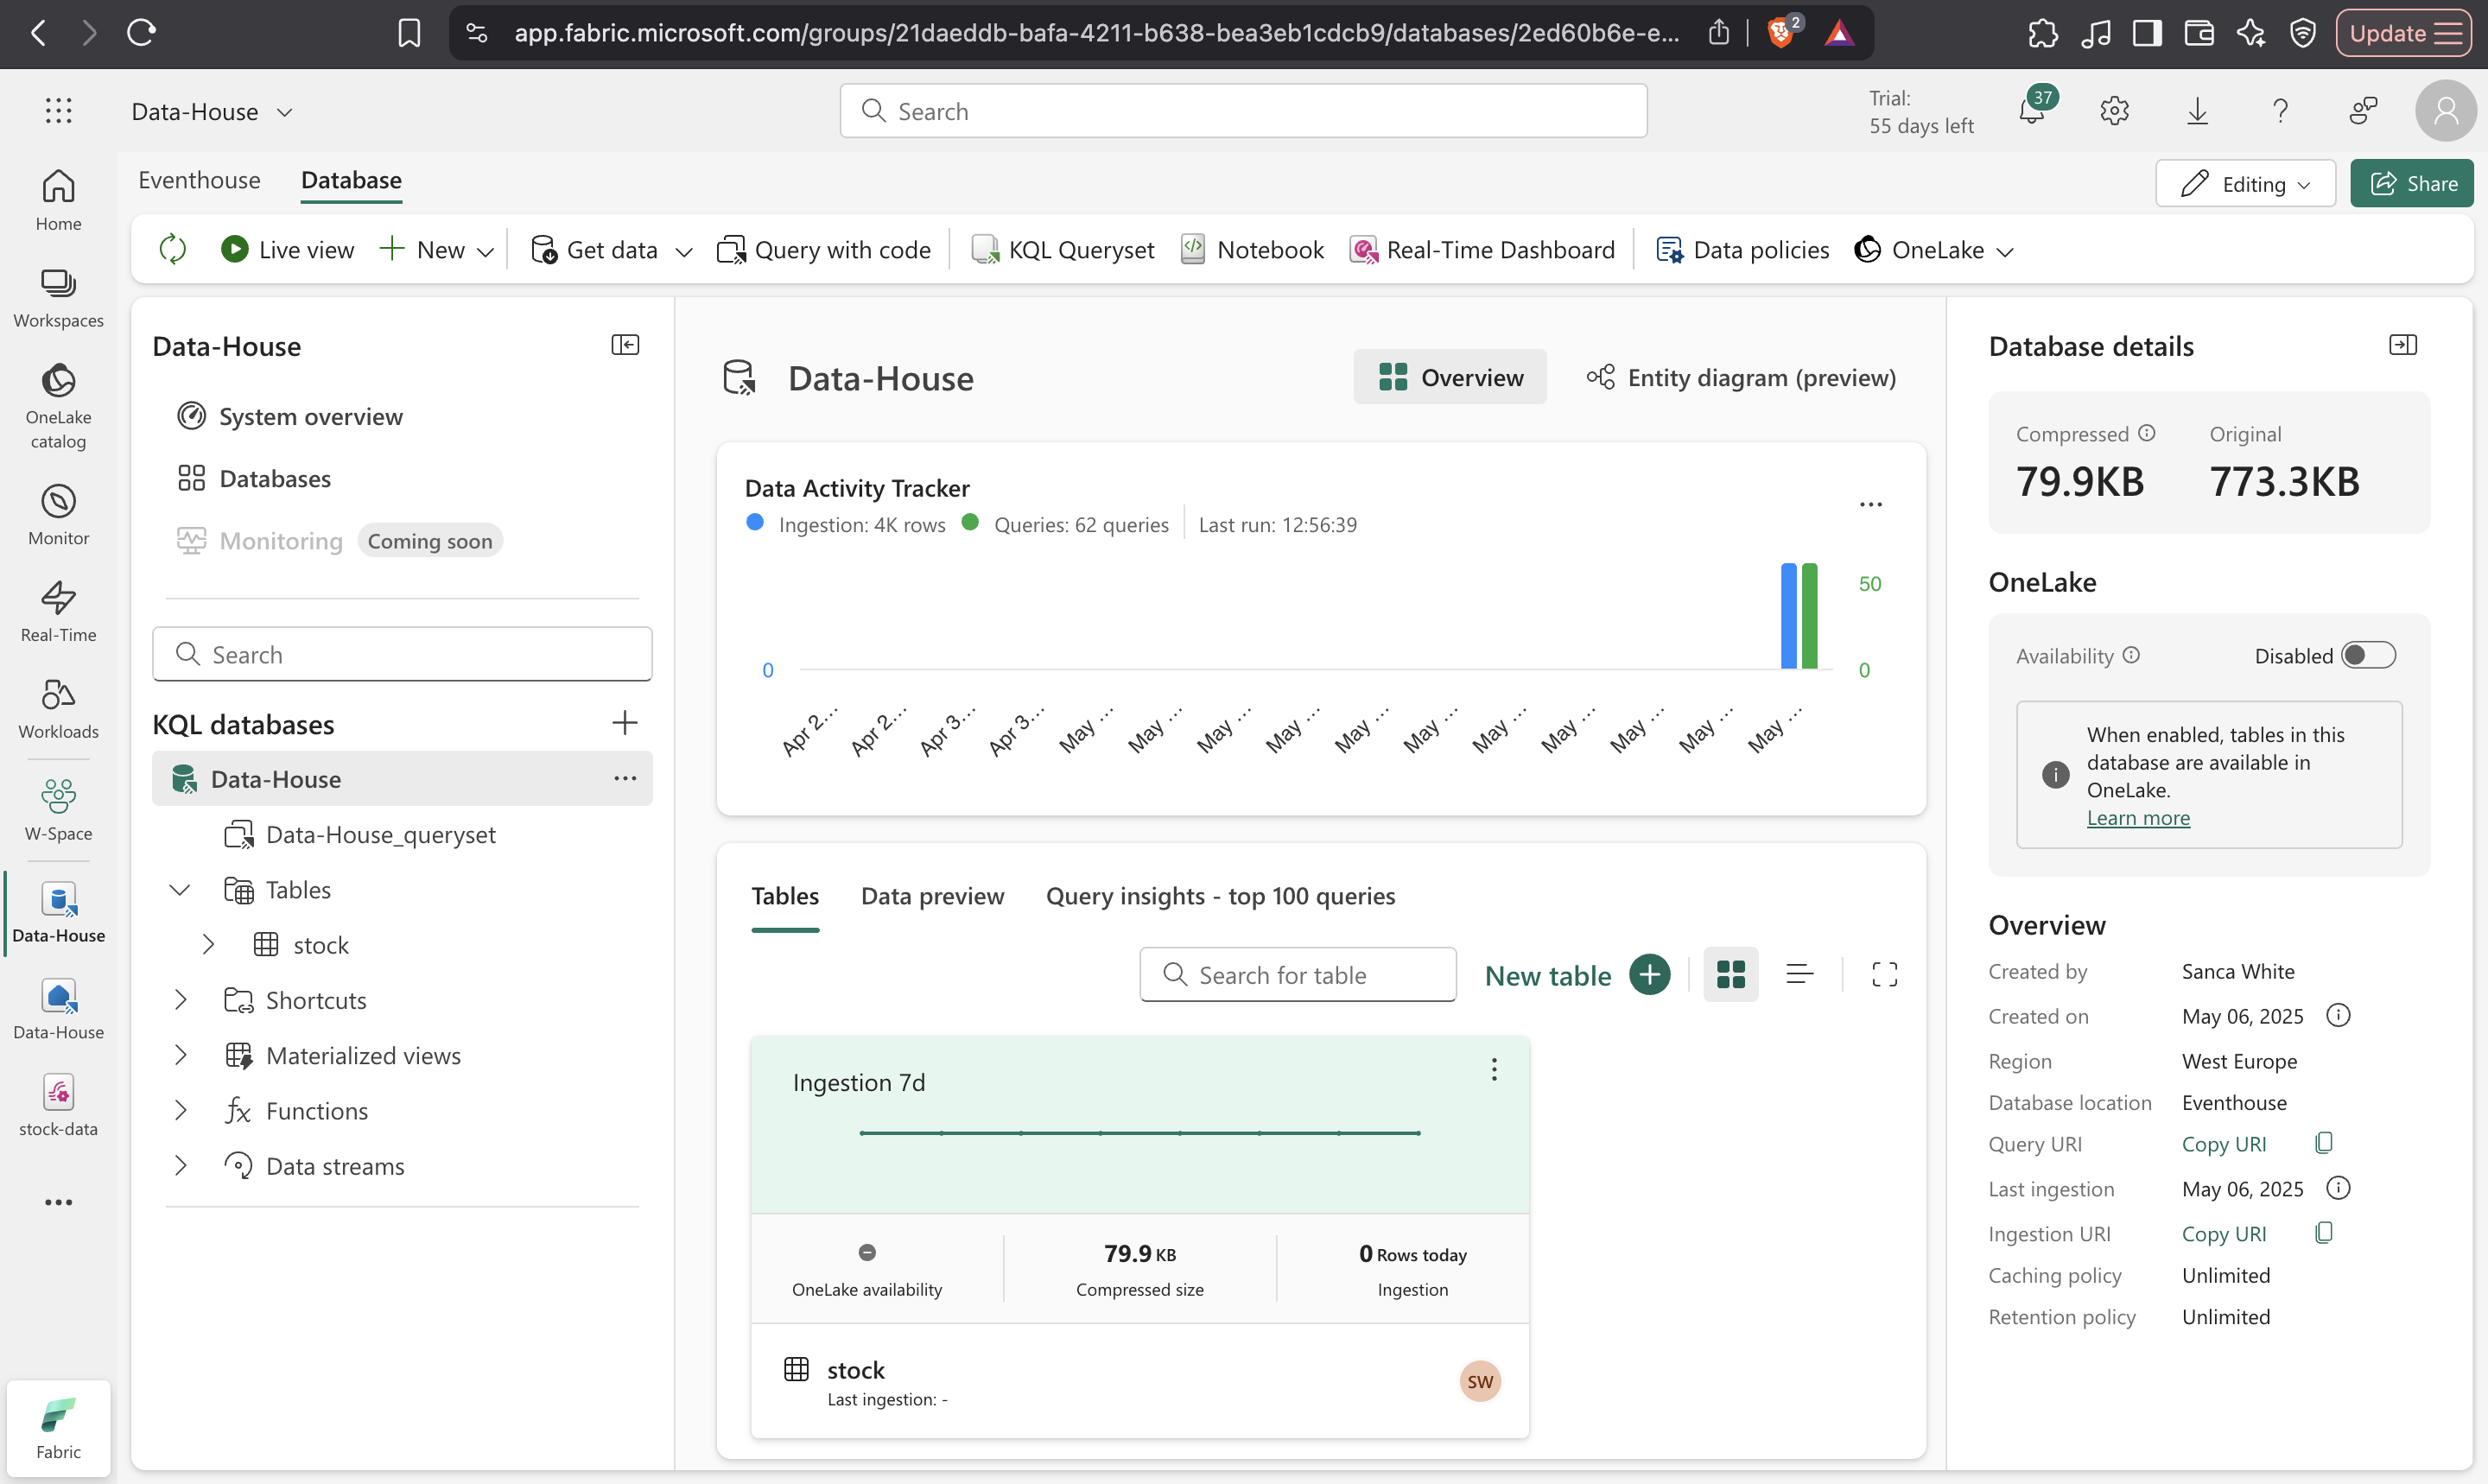 app.fabric.microsoft.com/groups/21daeddb-bafa-4211-b638-bea3eb1cdcb9/databases/2ed60b6e-e...
2
Update
Data-House
Search
Trial:
55 days left
37
Home
Workspaces
OneLake
catalog
Monitor
Real-Time
Workloads
W-Space
Data-House
Data-House
stock-data
Fabric
Eventhouse
Database
Editing
Share
Live view
New
Get data
Query with code
KQL Queryset
Notebook
Real-Time Dashboard
Data policies
OneLake
Data-House
System overview
Databases
Monitoring
Coming soon
Search
KQL databases
Data-House
Data-House_queryset
Tables
stock
Shortcuts
Materialized views
Functions
Data streams
Data-House
Overview
Entity diagram (preview)
Data Activity Tracker
Ingestion: 4K rows
Queries: 62 queries
Last run: 12:56:39
50
0
0
Apr 2...
Apr 2...
Apr 3...
Apr 3...
May ...
May ...
May ...
May ...
May ...
May ...
May ...
May ...
May ...
May ...
May ...
Tables
Data preview
Query insights - top 100 queries
Search for table
New table
Ingestion 7d
OneLake availability
79.9 KB
Compressed size
0 Rows today
Ingestion
stock
Last ingestion: -
SW
Database details
Compressed
Original
79.9KB
773.3KB
OneLake
Availability
Disabled
When enabled, tables in this
database are available in
OneLake.
Learn more
Overview
Created by Sanca White
Created on May 06, 2025
Region West Europe
Database location Eventhouse
Query URI Copy URI
Last ingestion May 06, 2025
Ingestion URI Copy URI
Caching policy Unlimited
Retention policy Unlimited